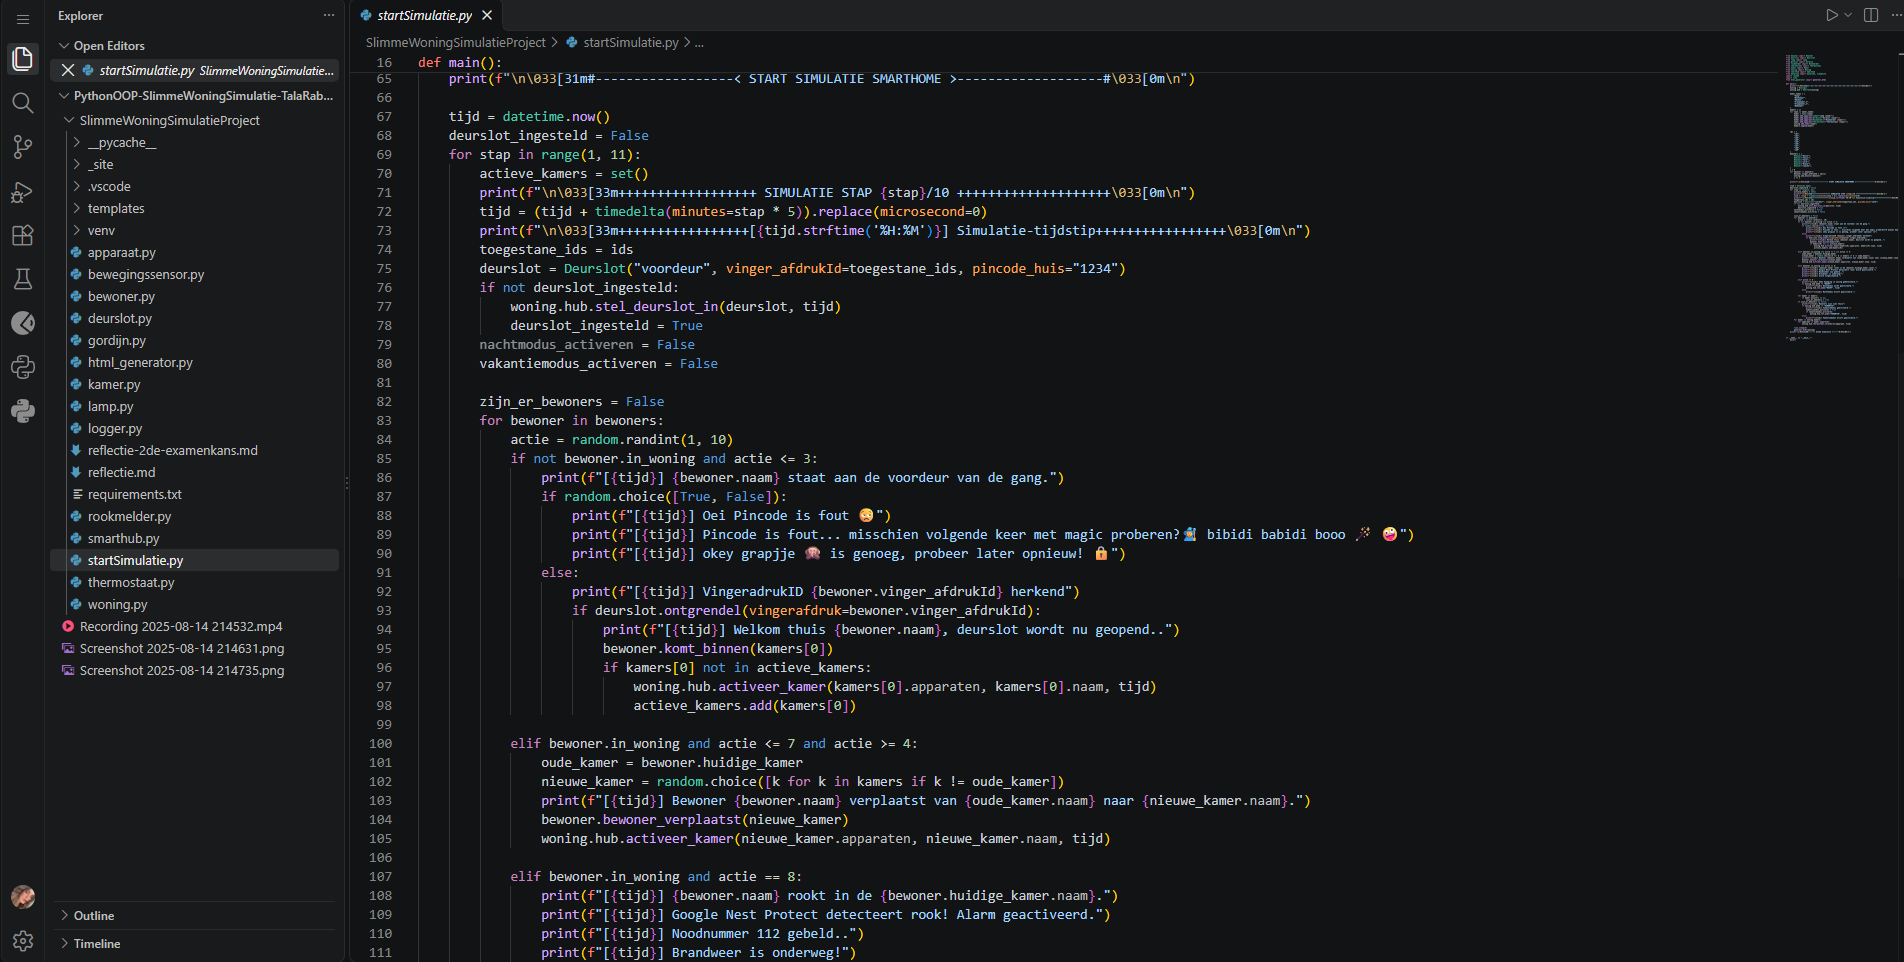 Explorer
Open Editors
startSimulatie.py SlimmeWoningSimulatie...
PythonOOP-SlimmeWoningSimulatie-TalaRab...
SlimmeWoningSimulatieProject
__pycache__
_site
.vscode
templates
venv
apparaat.py
bewegingssensor.py
bewoner.py
deurslot.py
gordijn.py
html_generator.py
kamer.py
lamp.py
logger.py
reflectie-2de-examenkans.md
reflectie.md
requirements.txt
rookmelder.py
smarthub.py
startSimulatie.py
thermostaat.py
woning.py
Recording 2025-08-14 214532.mp4
Screenshot 2025-08-14 214631.png
Screenshot 2025-08-14 214735.png
Outline
Timeline
startSimulatie.py
SlimmeWoningSimulatieProject > startSimulatie.py > ...
16 def main():
65 print(f"\n\033[31m#------------------< START SIMULATIE SMARTHOME >-------------------#\033[0m\n")
66
67 tijd = datetime.now()
68 deurslot_ingesteld = False
69 for stap in range(1, 11):
70 actieve_kamers = set()
71 print(f"\n\033[33m++++++++++++++++++ SIMULATIE STAP {stap}/10 ++++++++++++++++++++\033[0m\n")
72 tijd = (tijd + timedelta(minutes=stap * 5)).replace(microsecond=0)
73 print(f"\n\033[33m+++++++++++++++++[{tijd.strftime('%H:%M')}] Simulatie-tijdstip+++++++++++++++++\033[0m\n")
74 toegestane_ids = ids
75 deurslot = Deurslot("voordeur", vinger_afdrukId=toegestane_ids, pincode_huis="1234")
76 if not deurslot_ingesteld:
77 woning.hub.stel_deurslot_in(deurslot, tijd)
78 deurslot_ingesteld = True
79 nachtmodus_activeren = False
80 vakantiemodus_activeren = False
81
82 zijn_er_bewoners = False
83 for bewoner in bewoners:
84 actie = random.randint(1, 10)
85 if not bewoner.in_woning and actie <= 3:
86 print(f"[{tijd}] {bewoner.naam} staat aan de voordeur van de gang.")
87 if random.choice([True, False]):
88 print(f"[{tijd}] Oei Pincode is fout 😥")
89 print(f"[{tijd}] Pincode is fout... misschien volgende keer met magic proberen?🧙 bibidi babidi booo 🪄 🤪")
90 print(f"[{tijd}] okey grapjje 🙈 is genoeg, probeer later opnieuw! 🔒")
91 else:
92 print(f"[{tijd}] VingeradrukID {bewoner.vinger_afdrukId} herkend")
93 if deurslot.ontgrendel(vingerafdruk=bewoner.vinger_afdrukId):
94 print(f"[{tijd}] Welkom thuis {bewoner.naam}, deurslot wordt nu geopend..")
95 bewoner.komt_binnen(kamers[0])
96 if kamers[0] not in actieve_kamers:
97 woning.hub.activeer_kamer(kamers[0].apparaten, kamers[0].naam, tijd)
98 actieve_kamers.add(kamers[0])
99
100 elif bewoner.in_woning and actie <= 7 and actie >= 4:
101 oude_kamer = bewoner.huidige_kamer
102 nieuwe_kamer = random.choice([k for k in kamers if k != oude_kamer])
103 print(f"[{tijd}] Bewoner {bewoner.naam} verplaatst van {oude_kamer.naam} naar {nieuwe_kamer.naam}.")
104 bewoner.bewoner_verplaatst(nieuwe_kamer)
105 woning.hub.activeer_kamer(nieuwe_kamer.apparaten, nieuwe_kamer.naam, tijd)
106
107 elif bewoner.in_woning and actie == 8:
108 print(f"[{tijd}] {bewoner.naam} rookt in de {bewoner.huidige_kamer.naam}.")
109 print(f"[{tijd}] Google Nest Protect detecteert rook! Alarm geactiveerd.")
110 print(f"[{tijd}] Noodnummer 112 gebeld..")
111 print(f"[{tijd}] Brandweer is onderweg!")